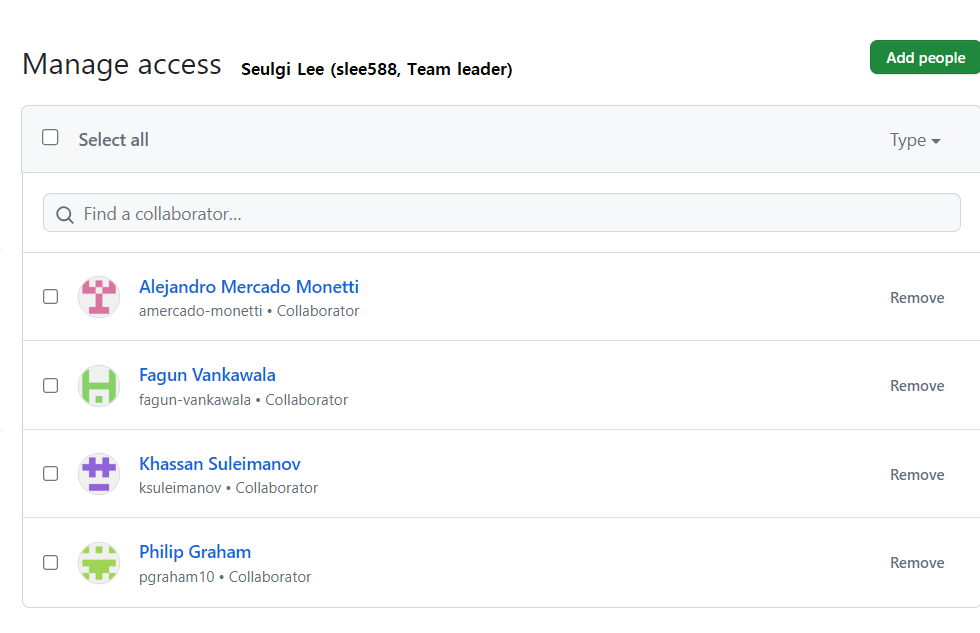 Manage access Seulgi Lee (slee588, Team leader) Add people
Select all Type
Find a collaborator...
Alejandro Mercado Monetti
amercado-monetti • Collaborator Remove
Fagun Vankawala
fagun-vankawala • Collaborator Remove
Khassan Suleimanov
ksuleimanov • Collaborator Remove
Philip Graham
pgraham10 • Collaborator Remove